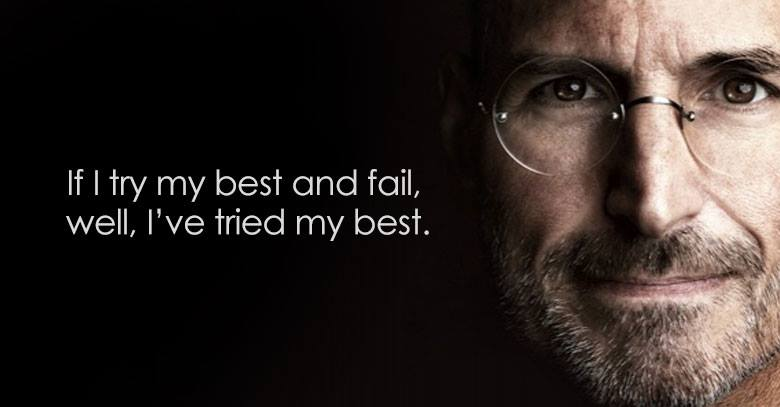 If I try my best and fail,
well, I’ve tried my best.